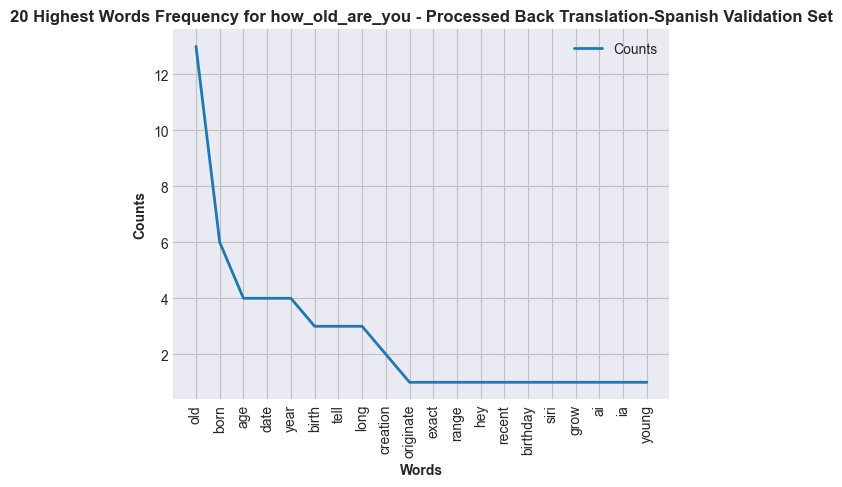 20 Highest Words Frequency for how_old_are_you - Processed Back Translation-Spanish Validation Set
Counts
12
10
8
6
4
2
Counts
old
born
age
date
year
birth
tell
long
creation
originate
exact
range
hey
recent
birthday
siri
grow
ai
ia
young
Words